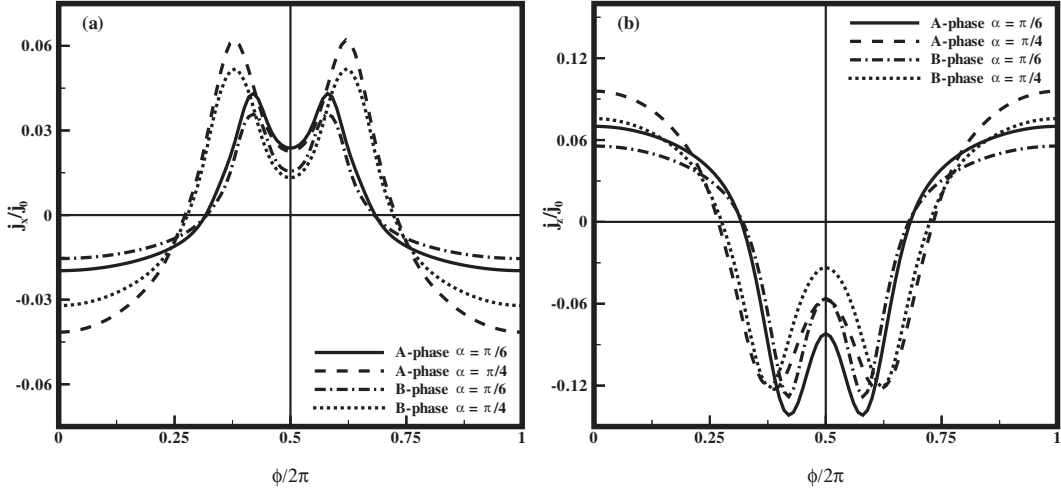 (a)
j_x/j_0
0.06
0.03
0
-0.03
-0.06
A-phase α = π/6
A-phase α = π/4
B-phase α = π/6
B-phase α = π/4
0 0.25 0.5 0.75 1
ϕ/2π
(b)
j_z/j_0
0.12
0.06
0
-0.06
-0.12
A-phase α = π/6
A-phase α = π/4
B-phase α = π/6
B-phase α = π/4
0 0.25 0.5 0.75 1
ϕ/2π